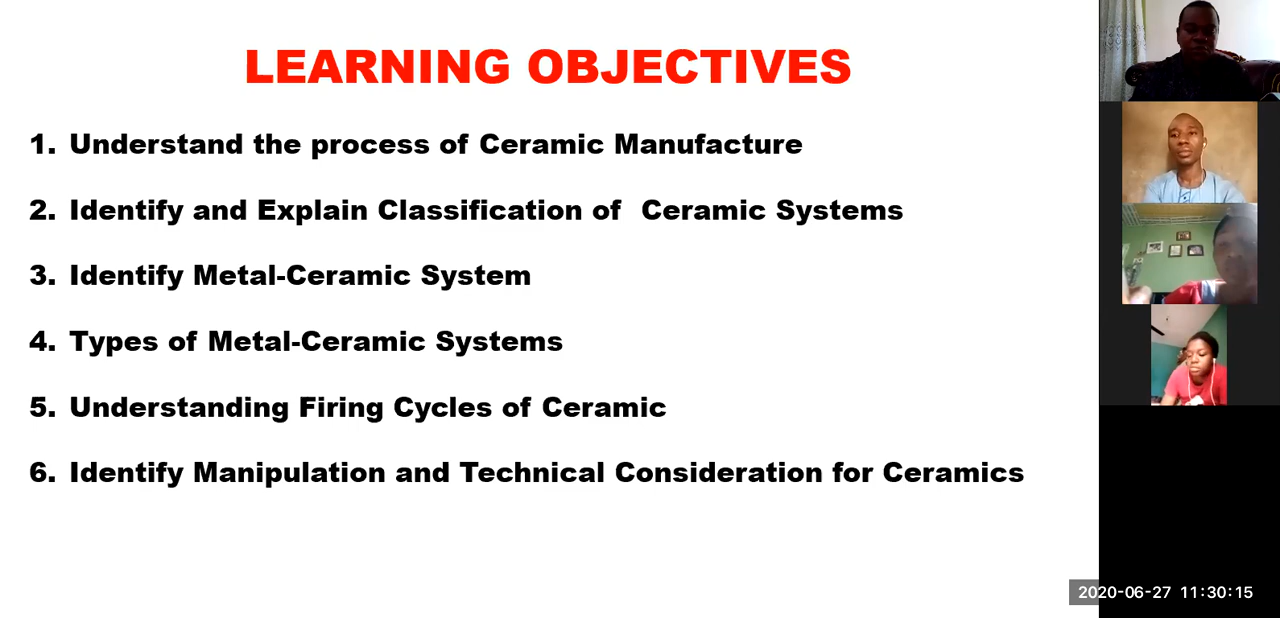 LEARNING OBJECTIVES
1. Understand the process of Ceramic Manufacture
2. Identify and Explain Classification of  Ceramic Systems
3. Identify Metal-Ceramic System
4. Types of Metal-Ceramic Systems
5. Understanding Firing Cycles of Ceramic
6. Identify Manipulation and Technical Consideration for Ceramics
2020-06-27 11:30:15